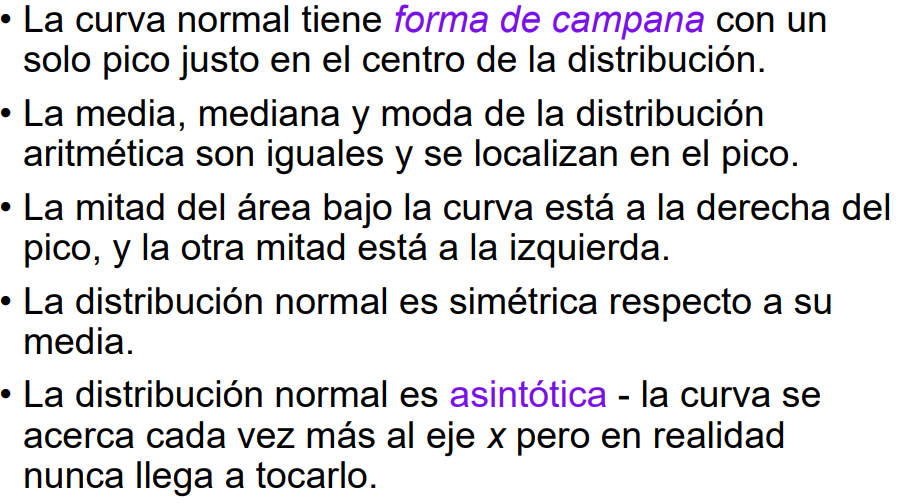 • La curva normal tiene forma de campana con un
solo pico justo en el centro de la distribución.
• La media, mediana y moda de la distribución
aritmética son iguales y se localizan en el pico.
• La mitad del área bajo la curva está a la derecha del
pico, y la otra mitad está a la izquierda.
• La distribución normal es simétrica respecto a su
media.
• La distribución normal es asintótica - la curva se
acerca cada vez más al eje x pero en realidad
nunca llega a tocarlo.